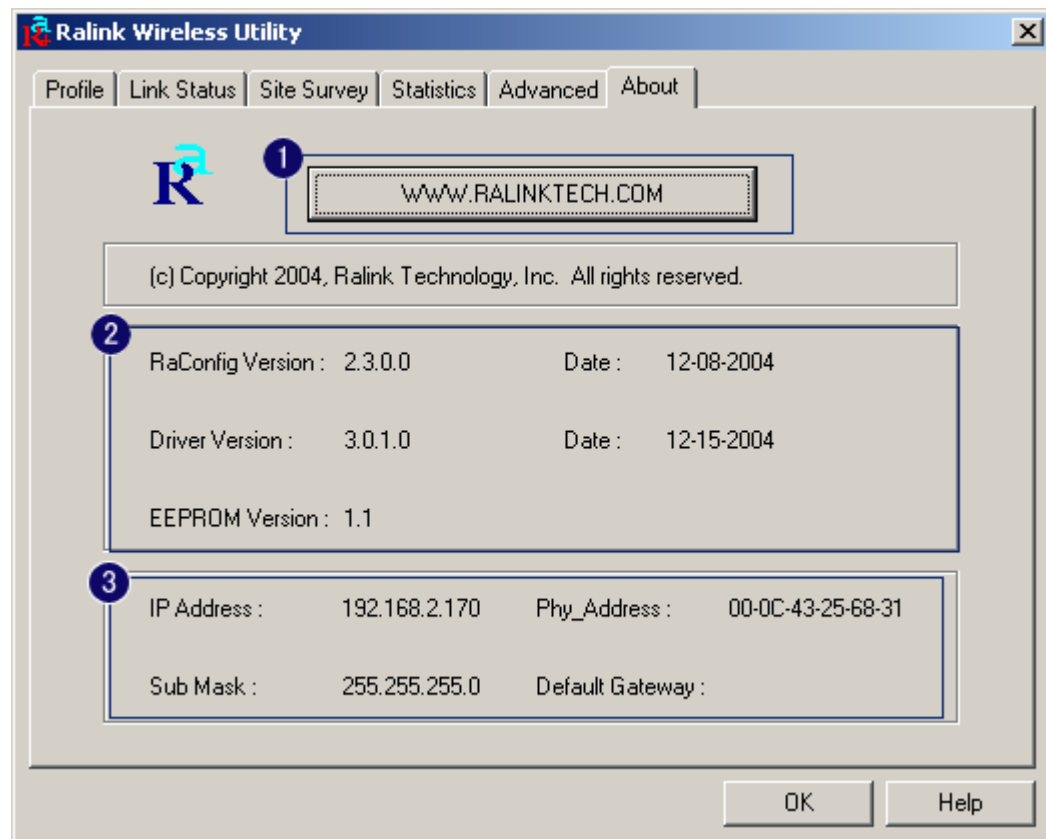 Ralink Wireless Utility
Profile Link Status Site Survey Statistics Advanced About
Ra
1
WWW.RALINKTECH.COM
(c) Copyright 2004, Ralink Technology, Inc. All rights reserved.
2
RaConfig Version : 2.3.0.0 Date : 12-08-2004
Driver Version : 3.0.1.0 Date : 12-15-2004
EEPROM Version : 1.1
3
IP Address : 192.168.2.170 Phy_Address : 00-0C-43-25-68-31
Sub Mask : 255.255.255.0 Default Gateway :
OK Help